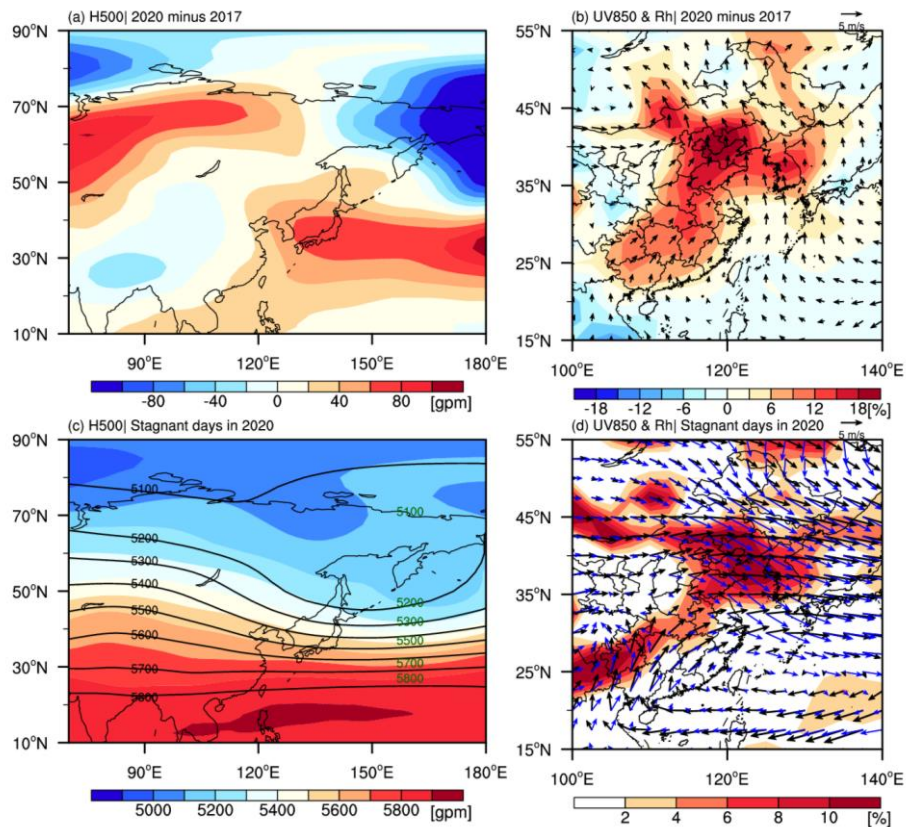 (a) H500| 2020 minus 2017
90°N
70°N
50°N
30°N
10°N
90°E 120°E 150°E 180°E
-80 -40 0 40 80 [gpm]
(b) UV850 & Rh| 2020 minus 2017
5 m/s
55°N
45°N
35°N
25°N
15°N
100°E 120°E 140°E
-18 -12 -6 0 6 12 18[%]
(c) H500| Stagnant days in 2020
90°N
70°N
50°N
30°N
10°N
5100
5200
5300
5400
5500
5600
5700
5800
5100
5200
5300
5500
5700
5800
90°E 120°E 150°E 180°E
5000 5200 5400 5600 5800 [gpm]
(d) UV850 & Rh| Stagnant days in 2020
5 m/s
55°N
45°N
35°N
25°N
15°N
100°E 120°E 140°E
2 4 6 8 10 [%]